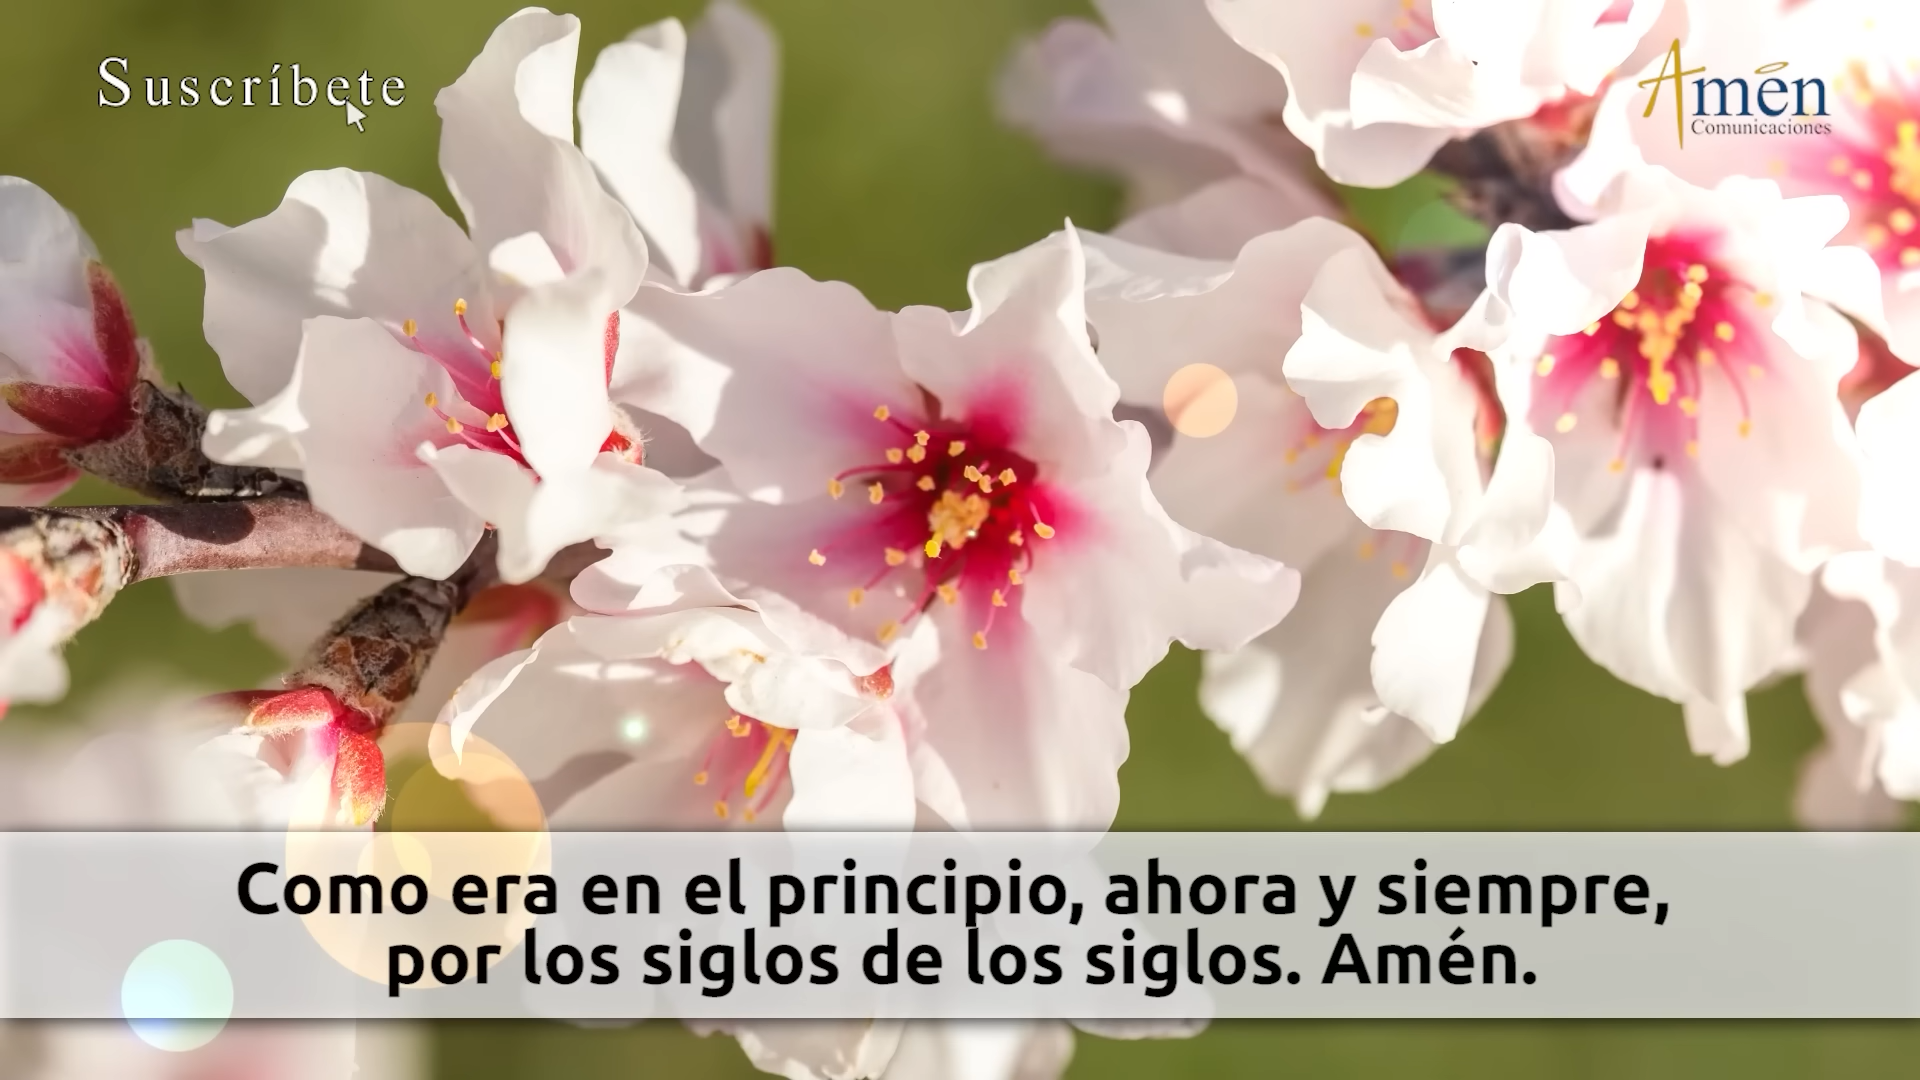 Suscríbete
Amén
Comunicaciones
Como era en el principio, ahora y siempre,
por los siglos de los siglos. Amén.